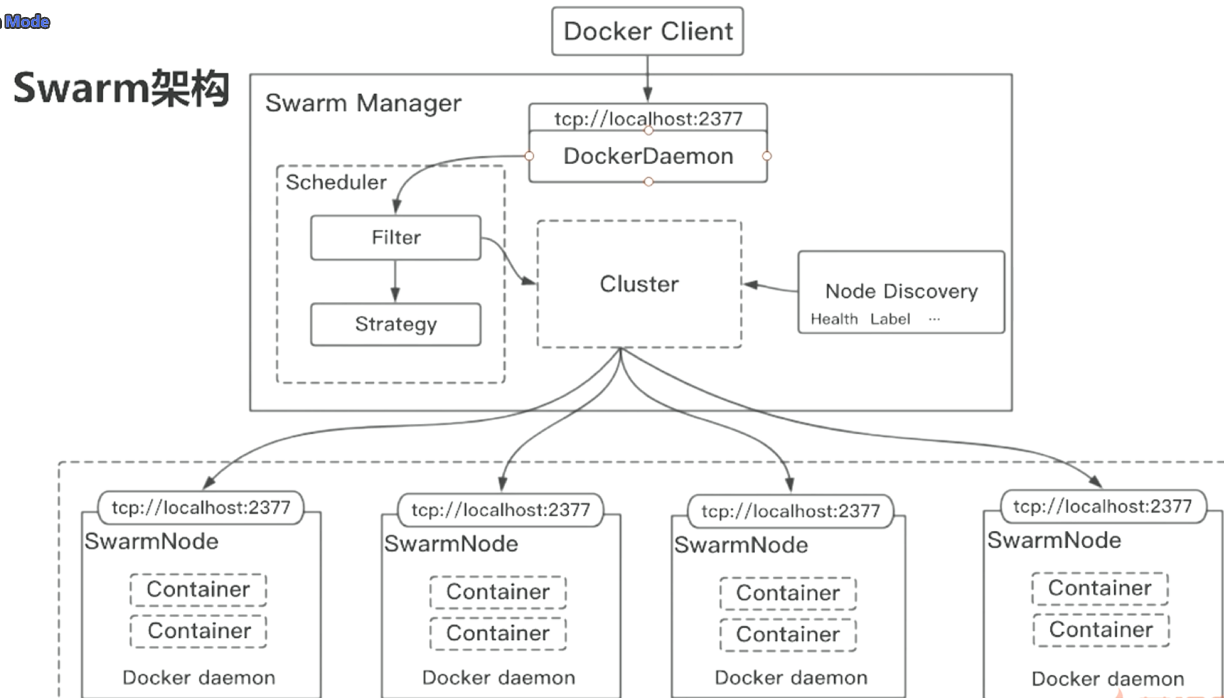 Mode
Swarm架构
Docker Client
Swarm Manager
tcp://localhost:2377
DockerDaemon
Scheduler
Filter
Strategy
Cluster
Node Discovery
Health Label ...
tcp://localhost:2377
SwarmNode
Container
Container
Docker daemon
tcp://localhost:2377
SwarmNode
Container
Container
Docker daemon
tcp://localhost:2377
SwarmNode
Container
Container
Docker daemon
tcp://localhost:2377
SwarmNode
Container
Container
Docker daemon